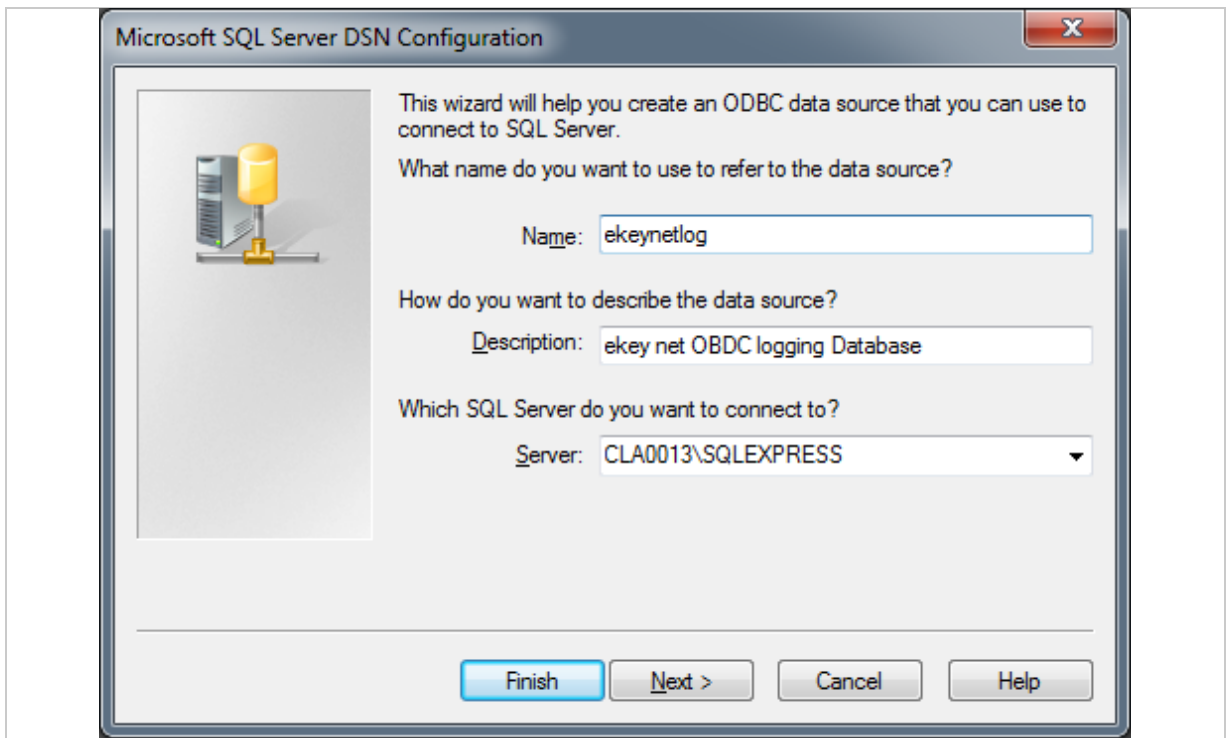 Microsoft SQL Server DSN Configuration
This wizard will help you create an ODBC data source that you can use to
connect to SQL Server.
What name do you want to use to refer to the data source?
Name: ekeynetlog
How do you want to describe the data source?
Description: ekey net OBDC logging Database
Which SQL Server do you want to connect to?
Server: CLA0013\SQLEXPRESS
Finish Next > Cancel Help